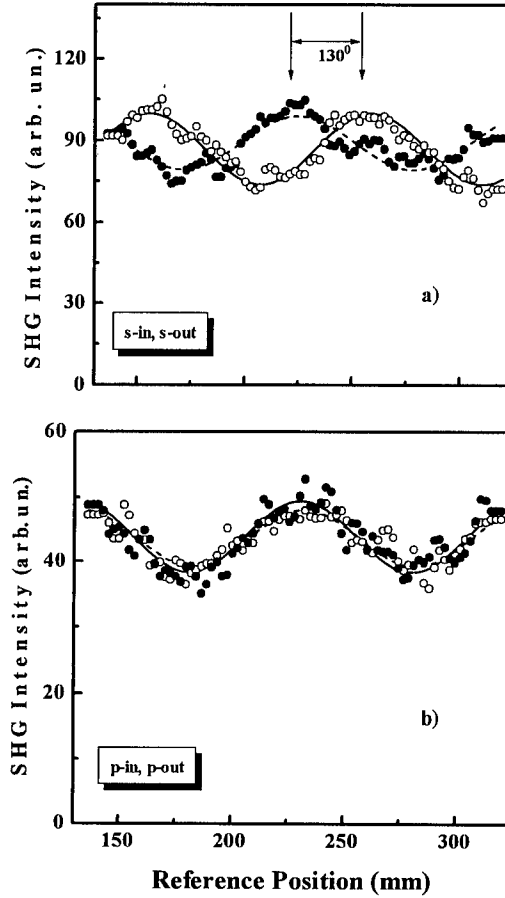 140
130⁰
120
90
60
30
0
SHG Intensity (arb. un.)
a)
s-in, s-out
60
40
20
0
SHG Intensity (arb.un.)
b)
p-in, p-out
150
200
250
300
Reference Position (mm)